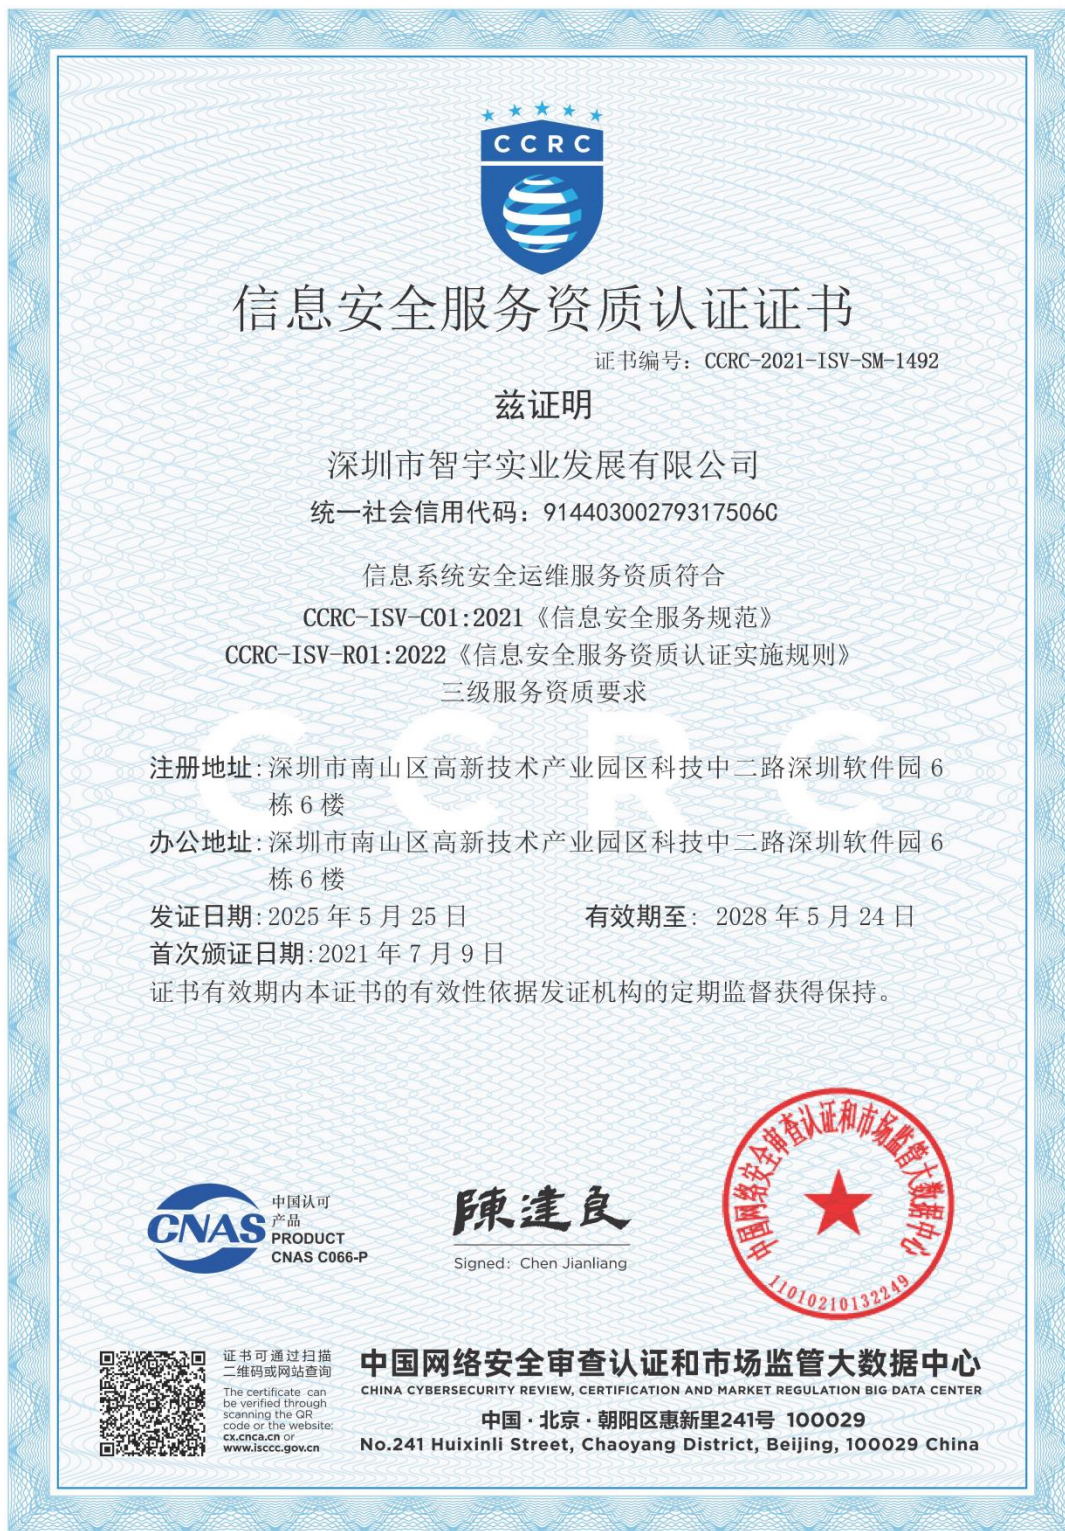 CCRC
信息安全服务资质认证证书
证书编号：CCRC-2021-ISV-SM-1492
兹证明
深圳市智宇实业发展有限公司
统一社会信用代码：91440300279317506C
信息系统安全运维服务资质符合
CCRC-ISV-C01:2021《信息安全服务规范》
CCRC-ISV-R01:2022《信息安全服务资质认证实施规则》
三级服务资质要求
CCRC
注册地址:深圳市南山区高新技术产业园区科技中二路深圳软件园6
栋6楼
办公地址:深圳市南山区高新技术产业园区科技中二路深圳软件园6
栋6楼
发证日期:2025年5月25日 有效期至：2028年5月24日
首次颁证日期:2021年7月9日
证书有效期内本证书的有效性依据发证机构的定期监督获得保持。
CNAS
中国认可
产品
PRODUCT
CNAS C066-P
陳建良
Signed: Chen Jianliang
中国网络安全审查认证和市场监管大数据中心
11010210132249
证书可通过扫描
二维码或网站查询
The certificate can
be verified through
scanning the QR
code or the website:
cx.cnca.cn or
www.isccc.gov.cn
中国网络安全审查认证和市场监管大数据中心
CHINA CYBERSECURITY REVIEW, CERTIFICATION AND MARKET REGULATION BIG DATA CENTER
中国·北京·朝阳区惠新里241号 100029
No.241 Huixinli Street, Chaoyang District, Beijing, 100029 China